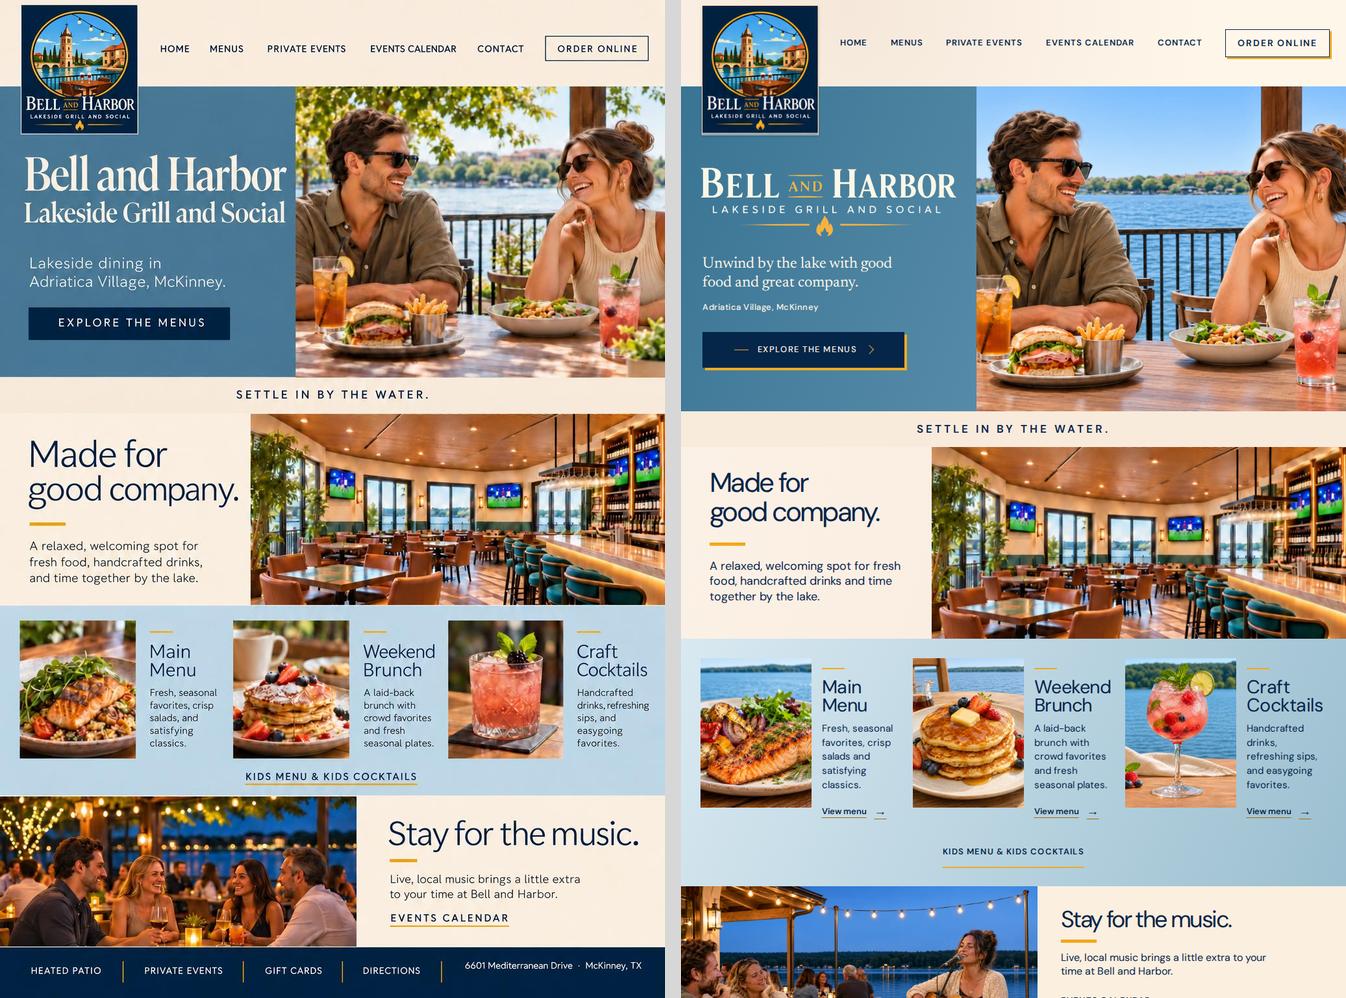 BELL AND HARBOR
LAKESIDE GRILL AND SOCIAL
HOME
MENUS
PRIVATE EVENTS
EVENTS CALENDAR
CONTACT
ORDER ONLINE
Bell and Harbor
Lakeside Grill and Social
Lakeside dining in
Adriatica Village, McKinney.
EXPLORE THE MENUS
SETTLE IN BY THE WATER.
Made for
good company.
A relaxed, welcoming spot for
fresh food, handcrafted drinks,
and time together by the lake.
Main
Menu
Fresh, seasonal
favorites, crisp
salads, and
satisfying
classics.
Weekend
Brunch
A laid-back
brunch with
crowd favorites
and fresh
seasonal plates.
Craft
Cocktails
Handcrafted
drinks, refreshing
sips, and
easygoing
favorites.
KIDS MENU & KIDS COCKTAILS
Stay for the music.
Live, local music brings a little extra
to your time at Bell and Harbor.
EVENTS CALENDAR
HEATED PATIO
PRIVATE EVENTS
GIFT CARDS
DIRECTIONS
6601 Mediterranean Drive · McKinney, TX
BELL AND HARBOR
LAKESIDE GRILL AND SOCIAL
HOME
MENUS
PRIVATE EVENTS
EVENTS CALENDAR
CONTACT
ORDER ONLINE
BELL AND HARBOR
LAKESIDE GRILL AND SOCIAL
Unwind by the lake with good
food and great company.
Adriatica Village, McKinney
EXPLORE THE MENUS
SETTLE IN BY THE WATER.
Made for
good company.
A relaxed, welcoming spot for fresh
food, handcrafted drinks and time
together by the lake.
Main
Menu
Fresh, seasonal
favorites, crisp
salads and
satisfying
classics.
View menu →
Weekend
Brunch
A laid-back
brunch with
crowd favorites
and fresh
seasonal plates.
View menu →
Craft
Cocktails
Handcrafted
drinks,
refreshing sips,
and easygoing
favorites.
View menu →
KIDS MENU & KIDS COCKTAILS
Stay for the music.
Live, local music brings a little extra to your
time at Bell and Harbor.